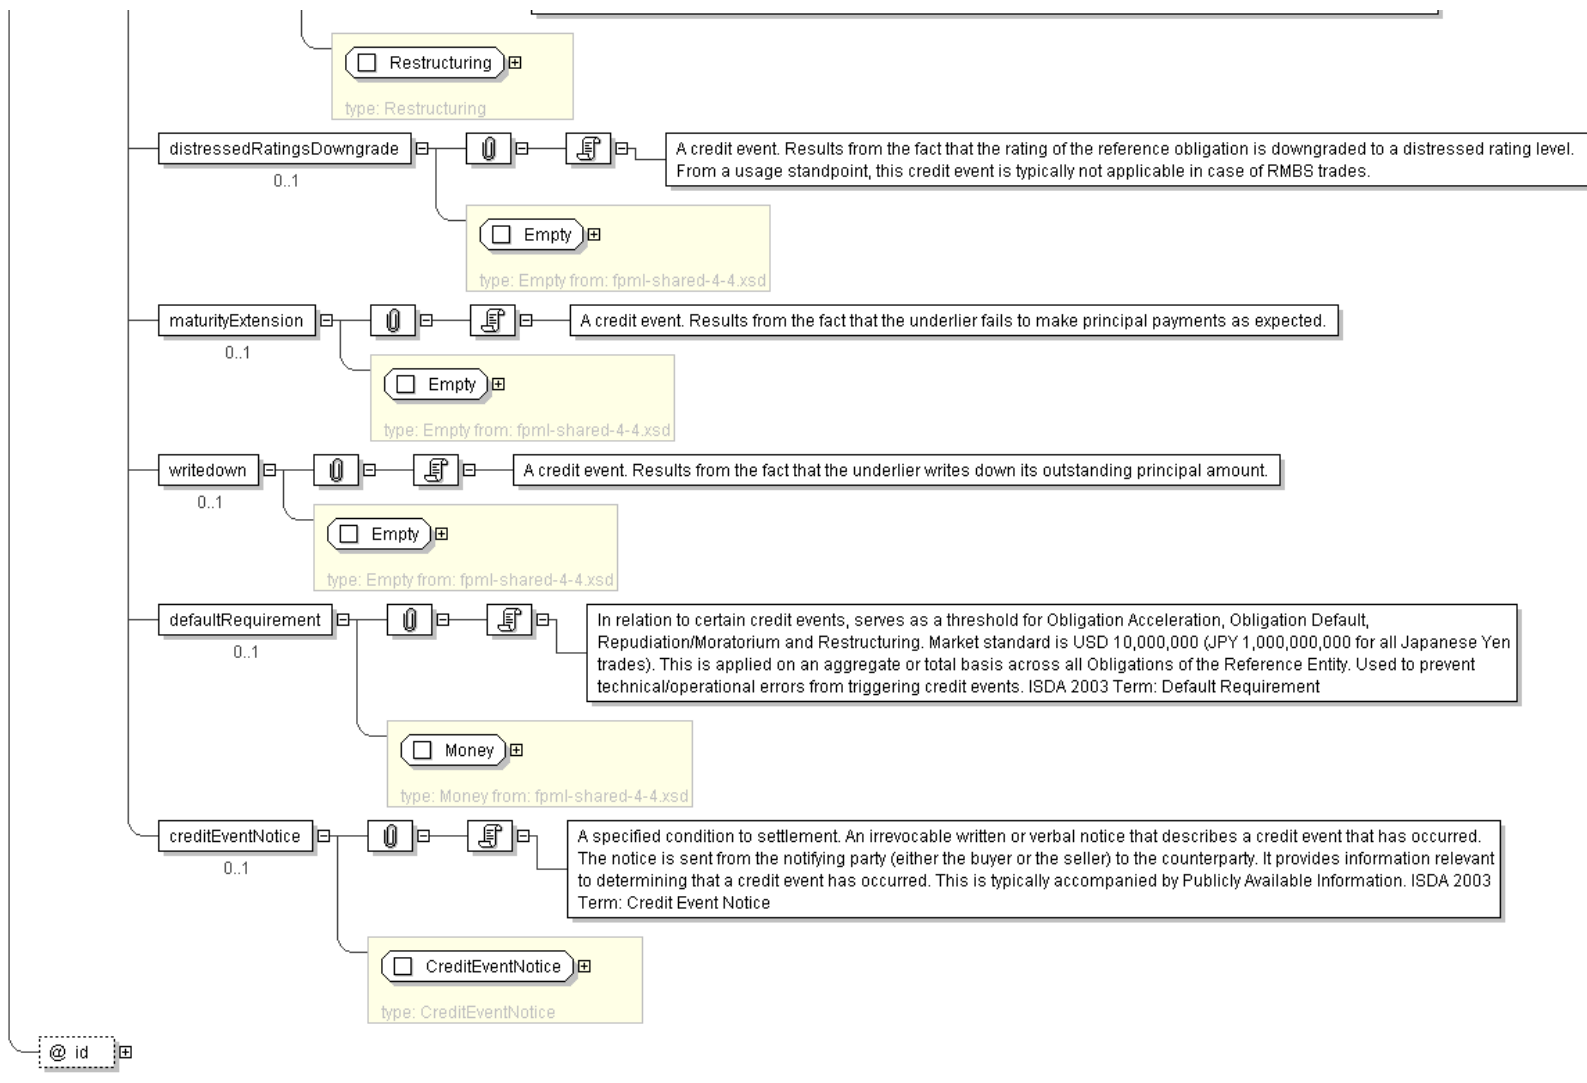 Restructuring
type: Restructuring
distressedRatingsDowngrade
0..1
A credit event. Results from the fact that the rating of the reference obligation is downgraded to a distressed rating level.
From a usage standpoint, this credit event is typically not applicable in case of RMBS trades.
Empty
type: Empty from: fpml-shared-4-4.xsd
maturityExtension
0..1
A credit event. Results from the fact that the underlier fails to make principal payments as expected.
Empty
type: Empty from: fpml-shared-4-4.xsd
writedown
0..1
A credit event. Results from the fact that the underlier writes down its outstanding principal amount.
Empty
type: Empty from: fpml-shared-4-4.xsd
defaultRequirement
0..1
In relation to certain credit events, serves as a threshold for Obligation Acceleration, Obligation Default,
Repudiation/Moratorium and Restructuring. Market standard is USD 10,000,000 (JPY 1,000,000,000 for all Japanese Yen
trades). This is applied on an aggregate or total basis across all Obligations of the Reference Entity. Used to prevent
technical/operational errors from triggering credit events. ISDA 2003 Term: Default Requirement
Money
type: Money from: fpml-shared-4-4.xsd
creditEventNotice
0..1
A specified condition to settlement. An irrevocable written or verbal notice that describes a credit event that has occurred.
The notice is sent from the notifying party (either the buyer or the seller) to the counterparty. It provides information relevant
to determining that a credit event has occurred. This is typically accompanied by Publicly Available Information. ISDA 2003
Term: Credit Event Notice
CreditEventNotice
type: CreditEventNotice
@ id